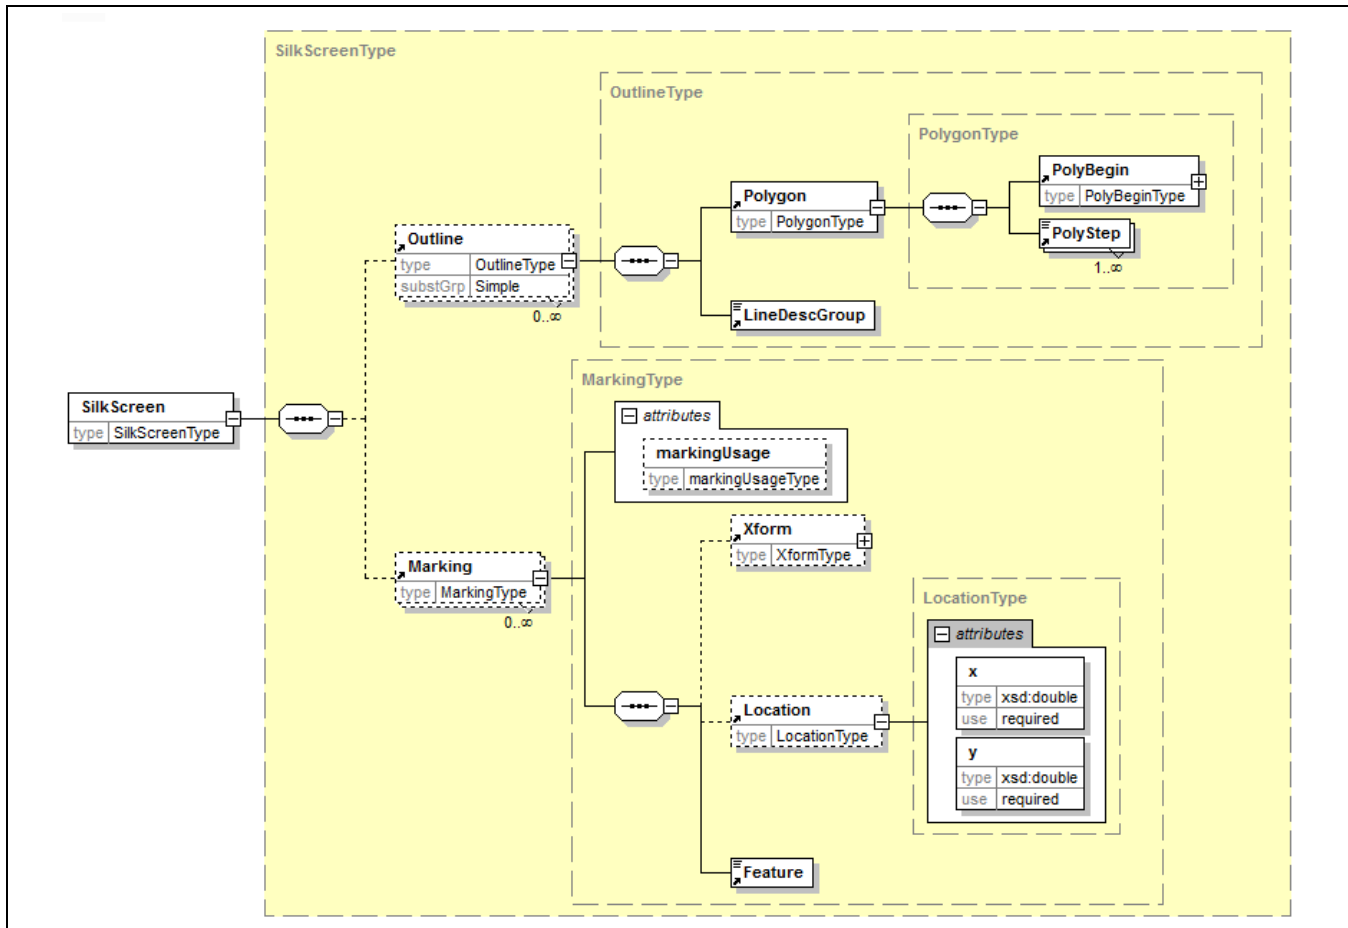 SilkScreenType
OutlineType
PolygonType
PolyBegin
type PolyBeginType
Polygon
type PolygonType
PolyStep
1..∞
Outline
type OutlineType
substGrp Simple
0..∞
LineDescGroup
MarkingType
SilkScreen
type SilkScreenType
attributes
markingUsage
type markingUsageType
Xform
type XformType
Marking
type MarkingType
0..∞
LocationType
attributes
x
type xsd:double
use required
Location
type LocationType
y
type xsd:double
use required
Feature